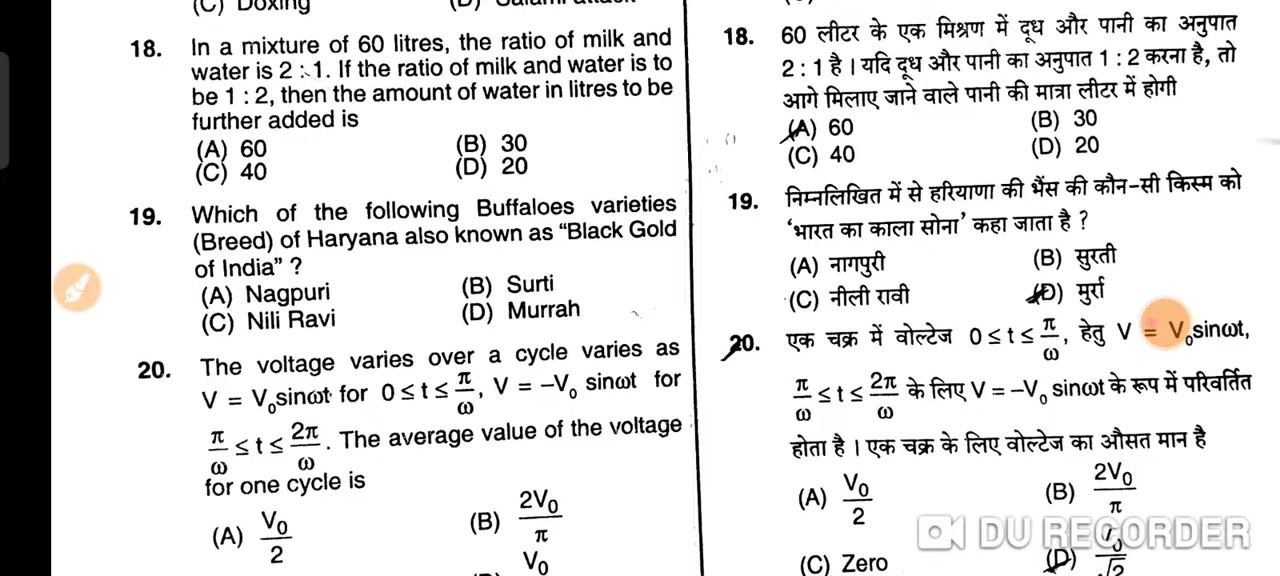 (C) Doxing
18. In a mixture of 60 litres, the ratio of milk and
water is 2 : 1. If the ratio of milk and water is to
be 1 : 2, then the amount of water in litres to be
further added is
(A) 60 (B) 30
(C) 40 (D) 20
19. Which of the following Buffaloes varieties
(Breed) of Haryana also known as “Black Gold
of India” ?
(A) Nagpuri (B) Surti
(C) Nili Ravi (D) Murrah
20. The voltage varies over a cycle varies as
V = V₀sinωt for 0 ≤ t ≤ π/ω, V = –V₀ sinωt for
π/ω ≤ t ≤ 2π/ω. The average value of the voltage
for one cycle is
(A) V₀/2 (B) 2V₀/π
V₀
18. 60 लीटर के एक मिश्रण में दूध और पानी का अनुपात
2 : 1 है । यदि दूध और पानी का अनुपात 1 : 2 करना है, तो
आगे मिलाए जाने वाले पानी की मात्रा लीटर में होगी
(A) 60 (B) 30
(C) 40 (D) 20
19. निम्नलिखित में से हरियाणा की भैंस की कौन-सी किस्म को
‘भारत का काला सोना’ कहा जाता है ?
(A) नागपुरी (B) सुरती
(C) नीली रावी (D) मुर्रा
20. एक चक्र में वोल्टेज 0 ≤ t ≤ π/ω, हेतु V = V₀sinωt,
π/ω ≤ t ≤ 2π/ω के लिए V = –V₀ sinωt के रूप में परिवर्तित
होता है । एक चक्र के लिए वोल्टेज का औसत मान है
(A) V₀/2 (B) 2V₀/π
(C) Zero (D) V₀/√2
DU RECORDER